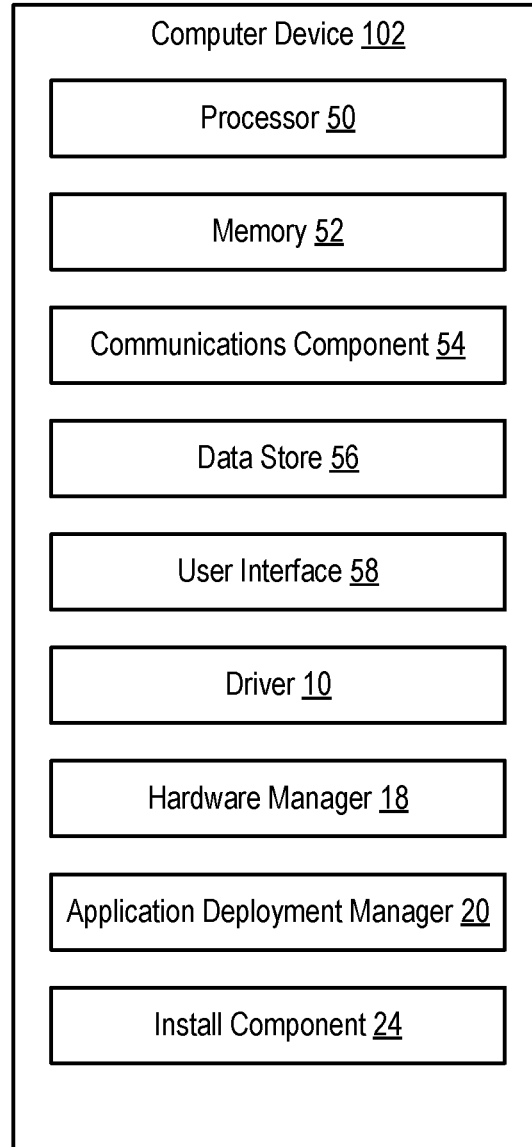 Computer Device 102
Processor 50
Memory 52
Communications Component 54
Data Store 56
User Interface 58
Driver 10
Hardware Manager 18
Application Deployment Manager 20
Install Component 24